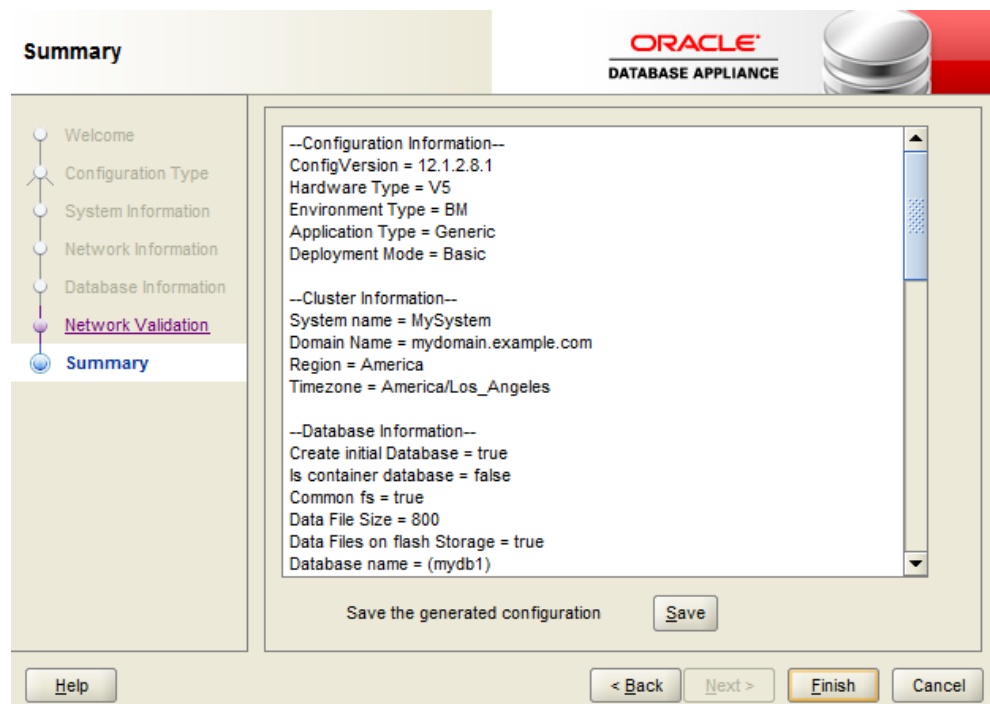 Summary
ORACLE
DATABASE APPLIANCE
Welcome
Configuration Type
System Information
Network Information
Database Information
Network Validation
Summary
--Configuration Information--
ConfigVersion = 12.1.2.8.1
Hardware Type = V5
Environment Type = BM
Application Type = Generic
Deployment Mode = Basic
--Cluster Information--
System name = MySystem
Domain Name = mydomain.example.com
Region = America
Timezone = America/Los_Angeles
--Database Information--
Create initial Database = true
Is container database = false
Common fs = true
Data File Size = 800
Data Files on flash Storage = true
Database name = (mydb1)
Save the generated configuration
Save
Help
< Back
Next >
Finish
Cancel